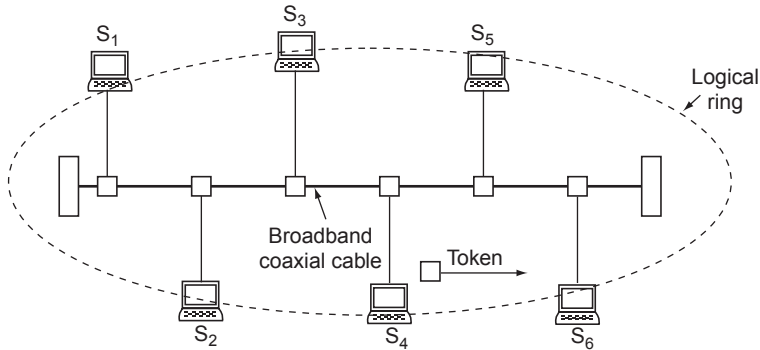 S1
S3
S5
Logical
ring
Broadband
coaxial cable
Token
S2
S4
S6